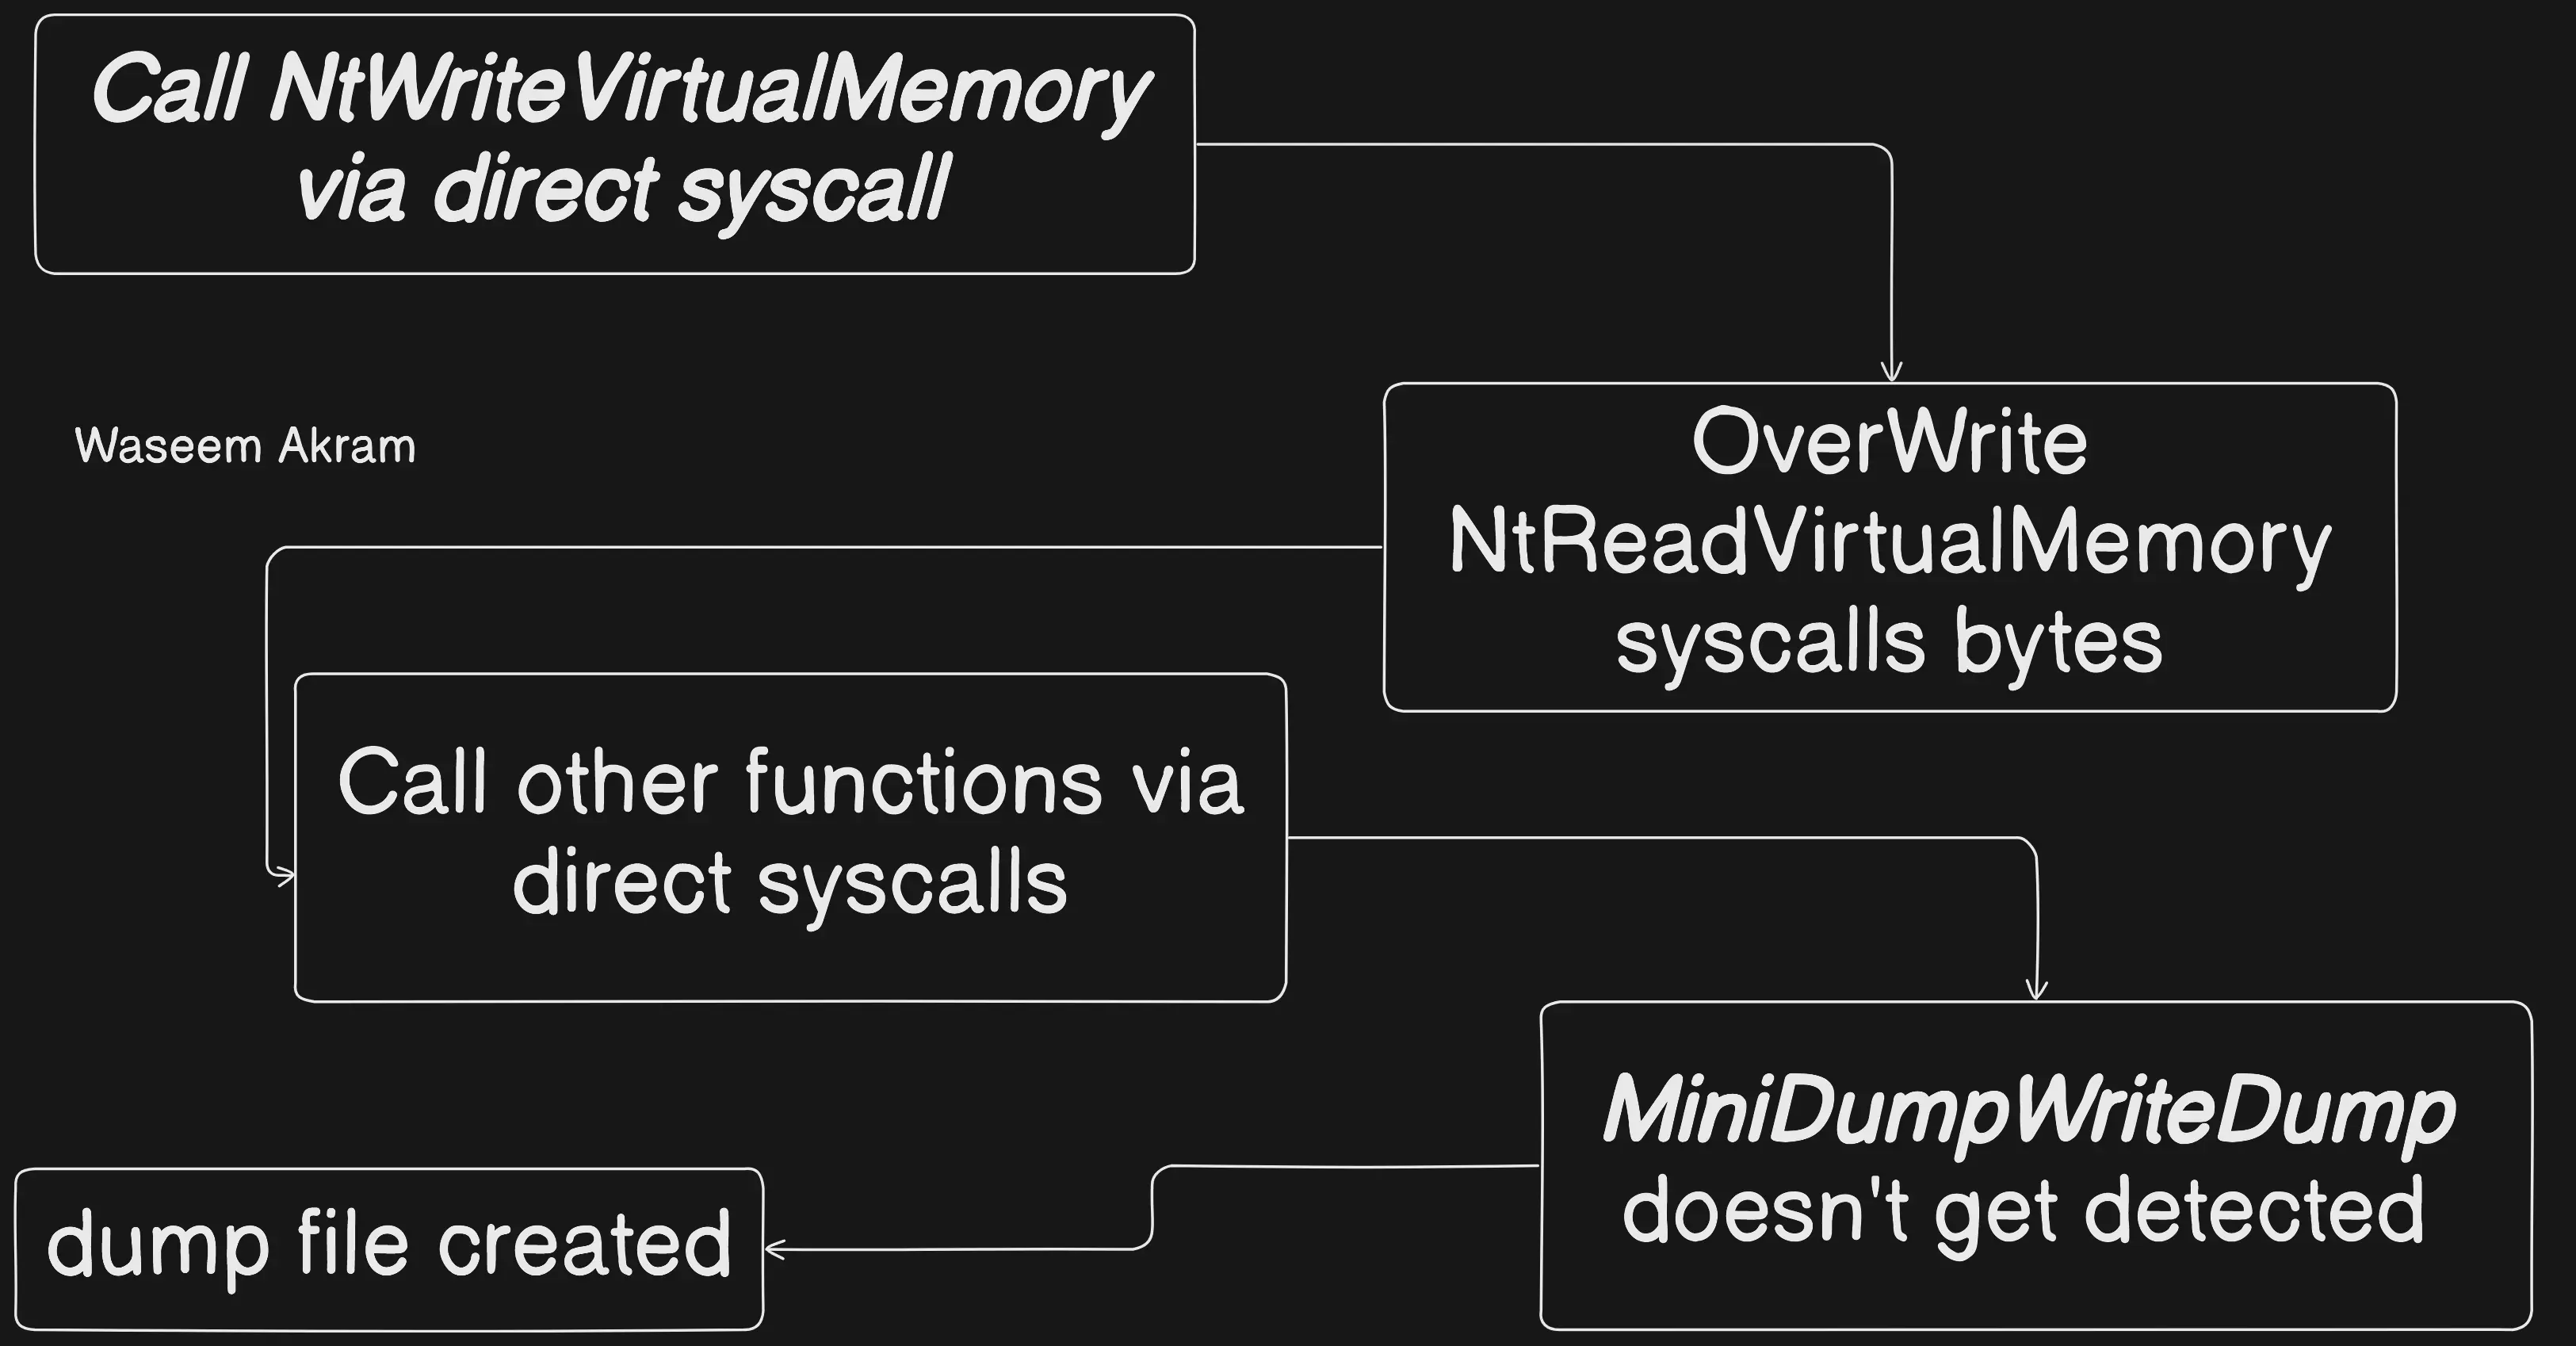 Call NtWriteVirtualMemory
via direct syscall
Waseem Akram
OverWrite
NtReadVirtualMemory
syscalls bytes
Call other functions via
direct syscalls
MiniDumpWriteDump
doesn't get detected
dump file created